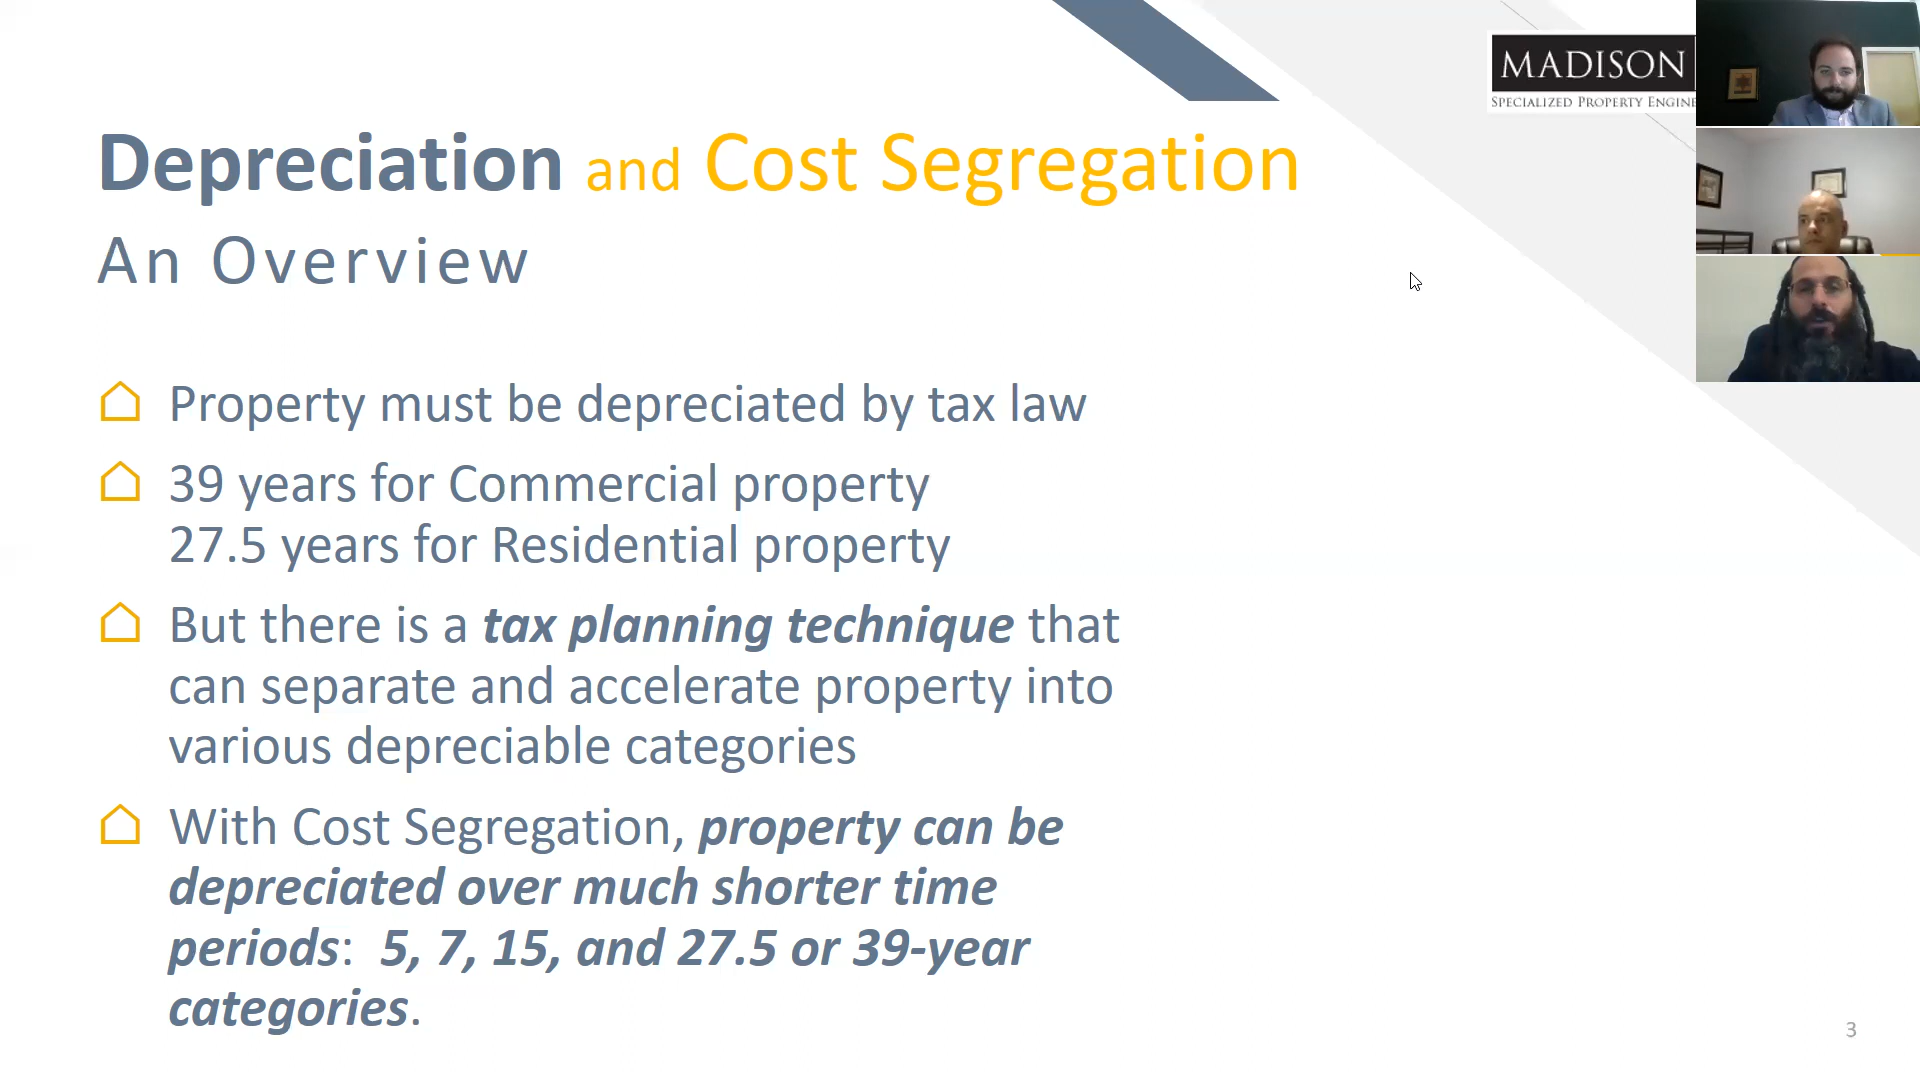 MADISON
SPECIALIZED PROPERTY ENGINE
Depreciation and Cost Segregation
An Overview
Property must be depreciated by tax law
39 years for Commercial property
27.5 years for Residential property
But there is a tax planning technique that
can separate and accelerate property into
various depreciable categories
With Cost Segregation, property can be
depreciated over much shorter time
periods: 5, 7, 15, and 27.5 or 39-year
categories.
3